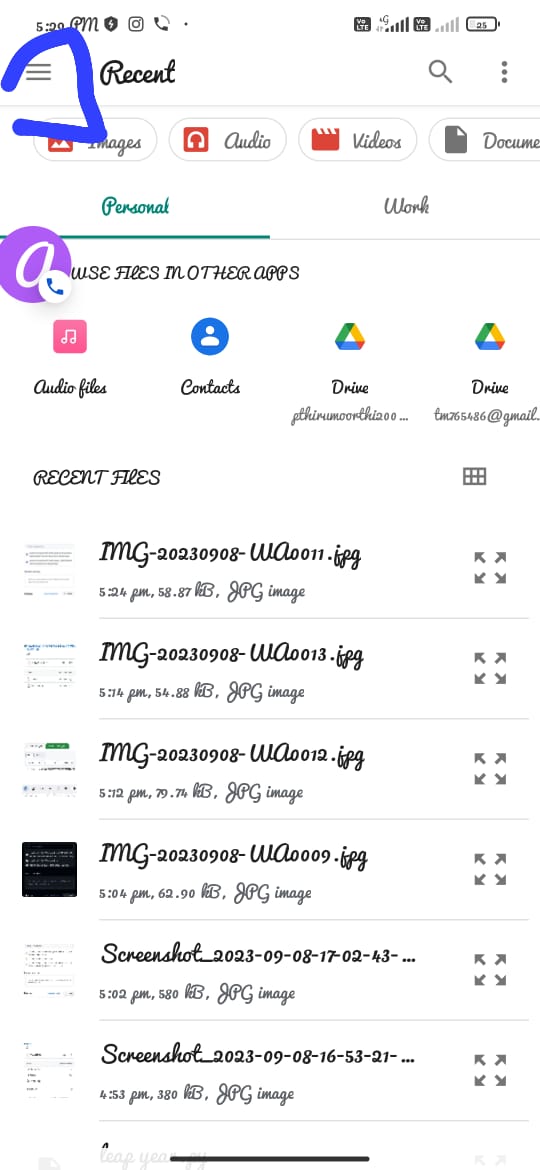 5:29 PM
Vo LTE 4G Vo LTE 25
Recent
Images Audio Videos Docume
Personal Work
WSE FILES IN OTHER APPS
Audio files Contacts Drive Drive
pthirumoorthi200... tm765486@gmail.
RECENT FILES
IMG-20230908-WA0011.jpg
5:24 pm, 58.87 kB, JPG image
IMG-20230908-WA0013.jpg
5:14 pm, 54.88 kB, JPG image
IMG-20230908-WA0012.jpg
5:12 pm, 79.74 kB, JPG image
IMG-20230908-WA0009.jpg
5:04 pm, 62.90 kB, JPG image
Screenshot_2023-09-08-17-02-43-...
5:02 pm, 580 kB, JPG image
Screenshot_2023-09-08-16-53-21-...
4:53 pm, 380 kB, JPG image
leap year.py